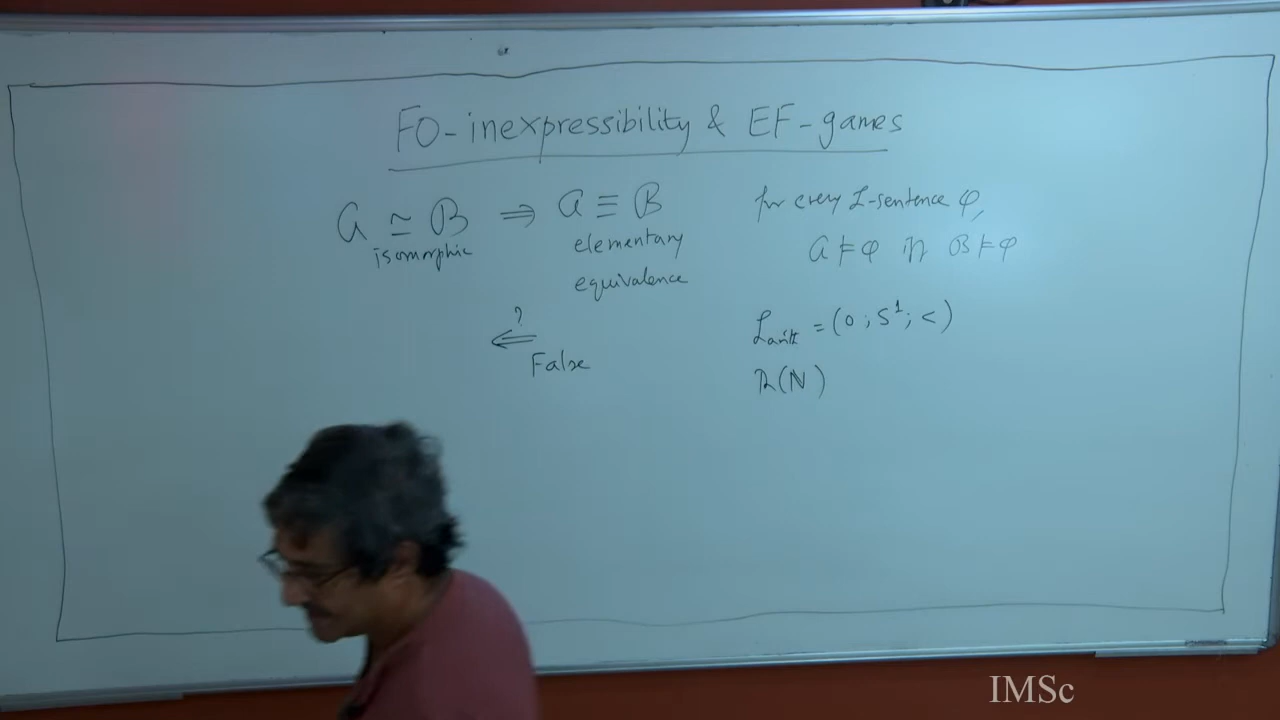 FO-inexpressibility & EF-games
𝒜 ≃ ℬ ⇒ 𝒜 ≡ ℬ
isomorphic
elementary
equivalence
?
⇐
False
for every L-sentence φ,
𝒜 ⊨ φ iff ℬ ⊨ φ
L_arith = (0 ; S¹ ; <)
Th(ℕ)
IMSc